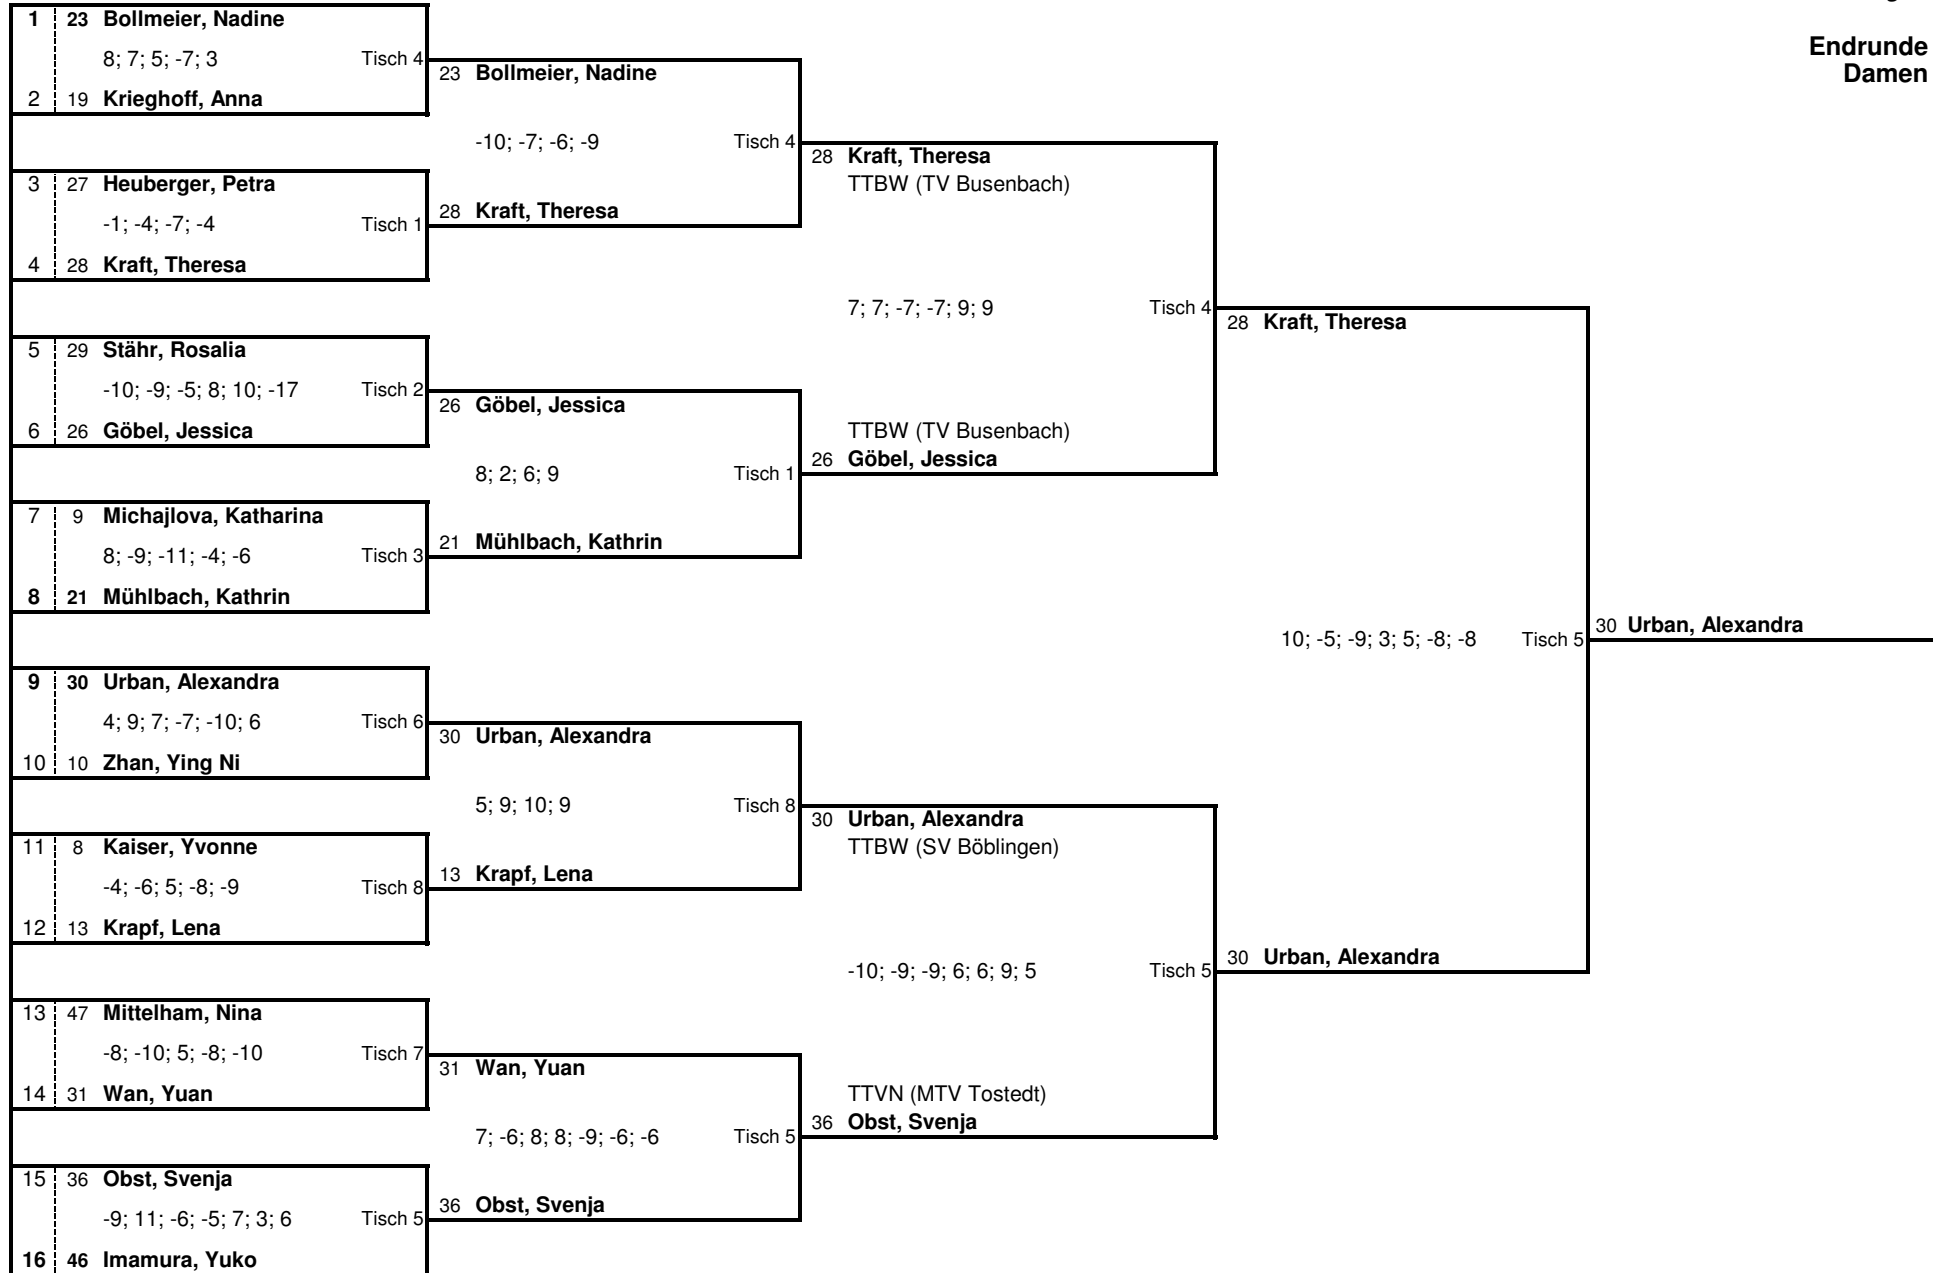 Endrunde
Damen
1 23 Bollmeier, Nadine
8; 7; 5; -7; 3 Tisch 4
2 19 Krieghoff, Anna
3 27 Heuberger, Petra
-1; -4; -7; -4 Tisch 1
4 28 Kraft, Theresa
5 29 Stähr, Rosalia
-10; -9; -5; 8; 10; -17 Tisch 2
6 26 Göbel, Jessica
7 9 Michajlova, Katharina
8; -9; -11; -4; -6 Tisch 3
8 21 Mühlbach, Kathrin
9 30 Urban, Alexandra
4; 9; 7; -7; -10; 6 Tisch 6
10 10 Zhan, Ying Ni
11 8 Kaiser, Yvonne
-4; -6; 5; -8; -9 Tisch 8
12 13 Krapf, Lena
13 47 Mittelham, Nina
-8; -10; 5; -8; -10 Tisch 7
14 31 Wan, Yuan
15 36 Obst, Svenja
-9; 11; -6; -5; 7; 3; 6 Tisch 5
16 46 Imamura, Yuko
23 Bollmeier, Nadine
-10; -7; -6; -9 Tisch 4
28 Kraft, Theresa
26 Göbel, Jessica
8; 2; 6; 9 Tisch 1
21 Mühlbach, Kathrin
30 Urban, Alexandra
5; 9; 10; 9 Tisch 8
13 Krapf, Lena
31 Wan, Yuan
7; -6; 8; 8; -9; -6; -6 Tisch 5
36 Obst, Svenja
28 Kraft, Theresa
TTBW (TV Busenbach)
7; 7; -7; -7; 9; 9 Tisch 4
TTBW (TV Busenbach)
26 Göbel, Jessica
30 Urban, Alexandra
TTBW (SV Böblingen)
-10; -9; -9; 6; 6; 9; 5 Tisch 5
TTVN (MTV Tostedt)
36 Obst, Svenja
28 Kraft, Theresa
10; -5; -9; 3; 5; -8; -8 Tisch 5
30 Urban, Alexandra
30 Urban, Alexandra